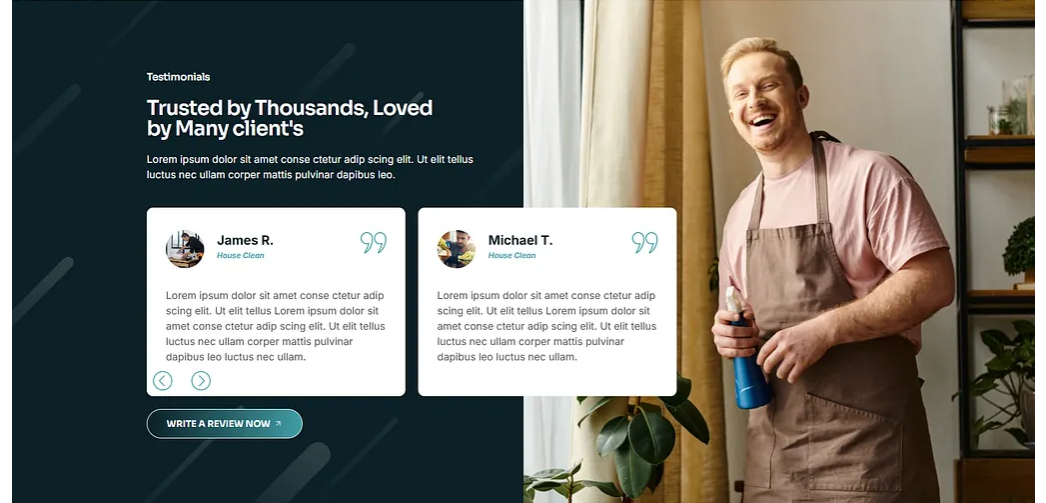 Testimonials
Trusted by Thousands, Loved
by Many client's
Lorem ipsum dolor sit amet conse ctetur adip scing elit. Ut elit tellus
luctus nec ullam corper mattis pulvinar dapibus leo.
James R.
House Clean
Lorem ipsum dolor sit amet conse ctetur adip
scing elit. Ut elit tellus Lorem ipsum dolor sit
amet conse ctetur adip scing elit. Ut elit tellus
luctus nec ullam corper mattis pulvinar
dapibus leo luctus nec ullam.
Michael T.
House Clean
Lorem ipsum dolor sit amet conse ctetur adip
scing elit. Ut elit tellus Lorem ipsum dolor sit
amet conse ctetur adip scing elit. Ut elit tellus
luctus nec ullam corper mattis pulvinar
dapibus leo luctus nec ullam.
WRITE A REVIEW NOW